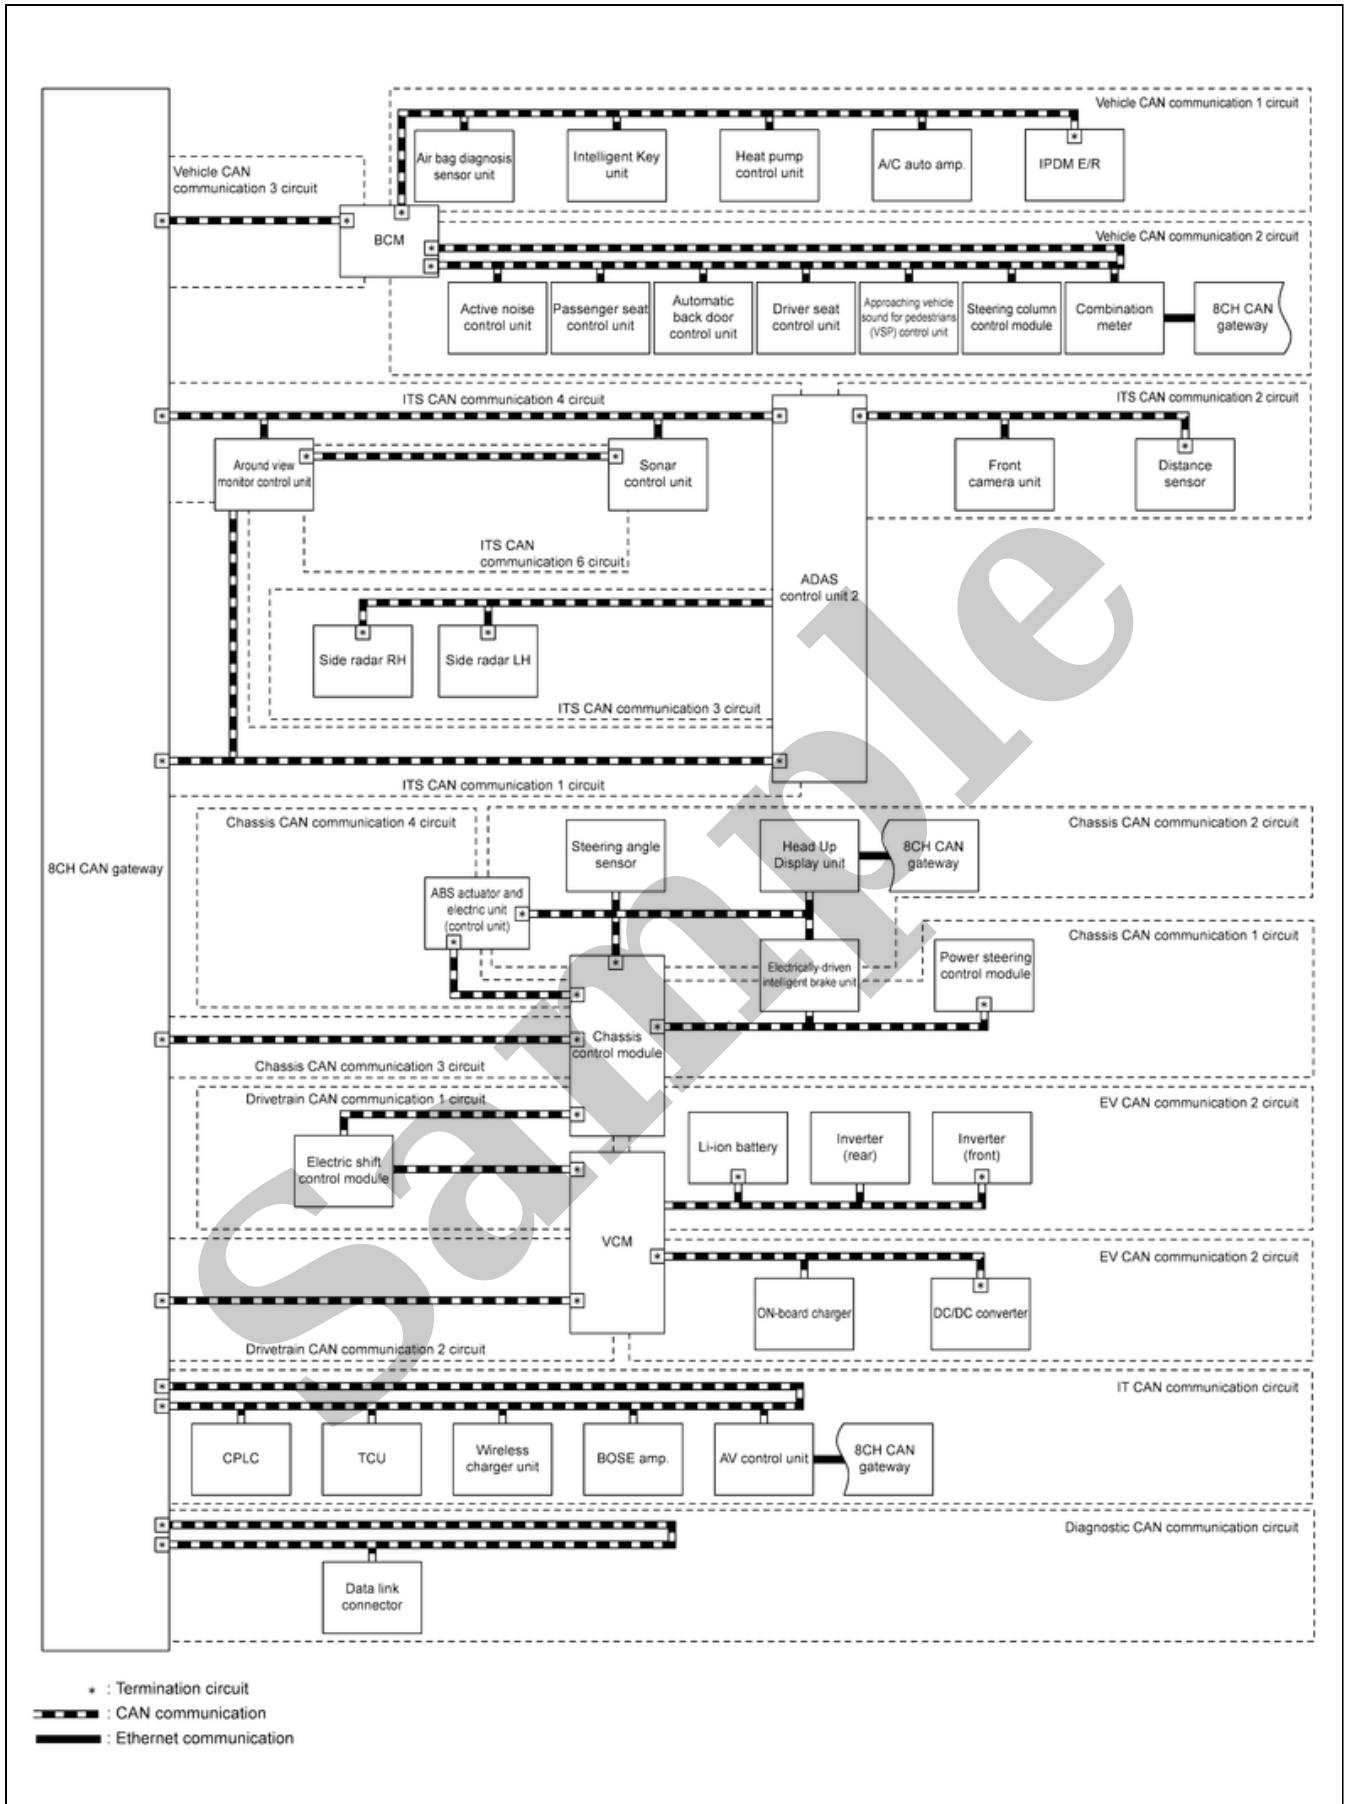 Vehicle CAN communication 1 circuit
Air bag diagnosis
sensor unit
Intelligent Key
unit
Heat pump
control unit
A/C auto amp.
IPDM E/R
Vehicle CAN
communication 3 circuit
BCM
Vehicle CAN communication 2 circuit
Active noise
control unit
Passenger seat
control unit
Automatic
back door
control unit
Driver seat
control unit
Approaching vehicle
sound for pedestrians
(VSP) control unit
Steering column
control module
Combination
meter
8CH CAN
gateway
ITS CAN communication 4 circuit
ITS CAN communication 2 circuit
Around view
monitor control unit
Sonar
control unit
Front
camera unit
Distance
sensor
ITS CAN
communication 6 circuit
ADAS
control unit 2
Side radar RH
Side radar LH
ITS CAN communication 3 circuit
ITS CAN communication 1 circuit
8CH CAN gateway
Chassis CAN communication 4 circuit
Chassis CAN communication 2 circuit
Steering angle
sensor
Head Up
Display unit
8CH CAN
gateway
ABS actuator and
electric unit
(control unit)
Chassis CAN communication 1 circuit
Electrically-driven
intelligent brake unit
Power steering
control module
Chassis
control module
Chassis CAN communication 3 circuit
Drivetrain CAN communication 1 circuit
EV CAN communication 2 circuit
Electric shift
control module
Li-ion battery
Inverter
(rear)
Inverter
(front)
VCM
EV CAN communication 2 circuit
ON-board charger
DC/DC converter
Drivetrain CAN communication 2 circuit
IT CAN communication circuit
CPLC
TCU
Wireless
charger unit
BOSE amp.
AV control unit
8CH CAN
gateway
Diagnostic CAN communication circuit
Data link
connector
* : Termination circuit
: CAN communication
: Ethernet communication
Sample